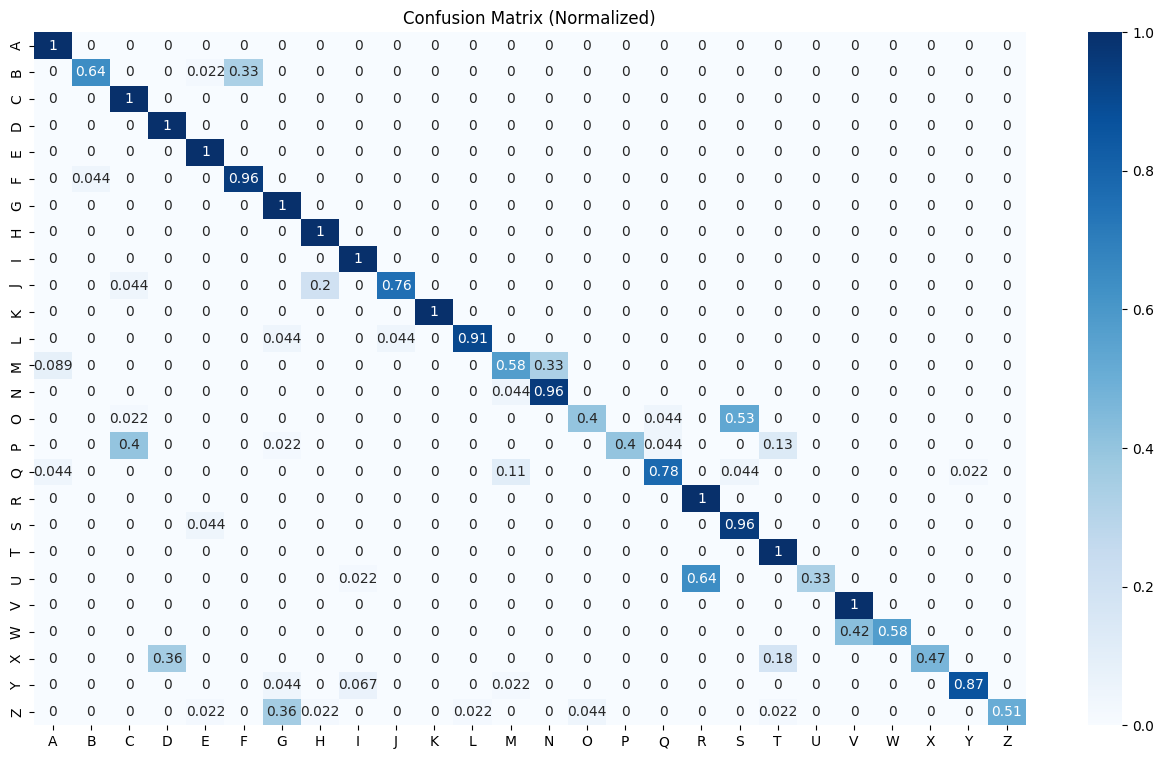 Confusion Matrix (Normalized)
A 1 0 0 0 0 0 0 0 0 0 0 0 0 0 0 0 0 0 0 0 0 0 0 0 0 0
B 0 0.64 0 0 0.022 0.33 0 0 0 0 0 0 0 0 0 0 0 0 0 0 0 0 0 0 0 0
C 0 0 1 0 0 0 0 0 0 0 0 0 0 0 0 0 0 0 0 0 0 0 0 0 0 0
D 0 0 0 1 0 0 0 0 0 0 0 0 0 0 0 0 0 0 0 0 0 0 0 0 0 0
E 0 0 0 0 1 0 0 0 0 0 0 0 0 0 0 0 0 0 0 0 0 0 0 0 0 0
F 0 0.044 0 0 0 0.96 0 0 0 0 0 0 0 0 0 0 0 0 0 0 0 0 0 0 0 0
G 0 0 0 0 0 0 1 0 0 0 0 0 0 0 0 0 0 0 0 0 0 0 0 0 0 0
H 0 0 0 0 0 0 0 1 0 0 0 0 0 0 0 0 0 0 0 0 0 0 0 0 0 0
I 0 0 0 0 0 0 0 0 1 0 0 0 0 0 0 0 0 0 0 0 0 0 0 0 0 0
J 0 0 0.044 0 0 0 0 0.2 0 0.76 0 0 0 0 0 0 0 0 0 0 0 0 0 0 0 0
K 0 0 0 0 0 0 0 0 0 0 1 0 0 0 0 0 0 0 0 0 0 0 0 0 0 0
L 0 0 0 0 0 0 0.044 0 0 0.044 0 0.91 0 0 0 0 0 0 0 0 0 0 0 0 0 0
M 0.089 0 0 0 0 0 0 0 0 0 0 0 0.58 0.33 0 0 0 0 0 0 0 0 0 0 0 0
N 0 0 0 0 0 0 0 0 0 0 0 0 0.044 0.96 0 0 0 0 0 0 0 0 0 0 0 0
O 0 0 0.022 0 0 0 0 0 0 0 0 0 0 0 0.4 0 0.044 0 0.53 0 0 0 0 0 0 0
P 0 0 0.4 0 0 0 0.022 0 0 0 0 0 0 0 0 0.4 0.044 0 0 0.13 0 0 0 0 0 0
Q 0.044 0 0 0 0 0 0 0 0 0 0 0 0.11 0 0 0 0.78 0 0.044 0 0 0 0 0 0.022 0
R 0 0 0 0 0 0 0 0 0 0 0 0 0 0 0 0 0 1 0 0 0 0 0 0 0 0
S 0 0 0 0 0.044 0 0 0 0 0 0 0 0 0 0 0 0 0 0.96 0 0 0 0 0 0 0
T 0 0 0 0 0 0 0 0 0 0 0 0 0 0 0 0 0 0 0 1 0 0 0 0 0 0
U 0 0 0 0 0 0 0 0 0.022 0 0 0 0 0 0 0 0 0.64 0 0 0.33 0 0 0 0 0
V 0 0 0 0 0 0 0 0 0 0 0 0 0 0 0 0 0 0 0 0 0 1 0 0 0 0
W 0 0 0 0 0 0 0 0 0 0 0 0 0 0 0 0 0 0 0 0 0 0.42 0.58 0 0 0
X 0 0 0 0.36 0 0 0 0 0 0 0 0 0 0 0 0 0 0 0 0.18 0 0 0 0.47 0 0
Y 0 0 0 0 0 0 0.044 0 0.067 0 0 0 0.022 0 0 0 0 0 0 0 0 0 0 0 0.87 0
Z 0 0 0 0 0.022 0 0.36 0.022 0 0 0 0.022 0 0 0.044 0 0 0 0 0.022 0 0 0 0 0 0.51
A B C D E F G H I J K L M N O P Q R S T U V W X Y Z
1.0
0.8
0.6
0.4
0.2
0.0